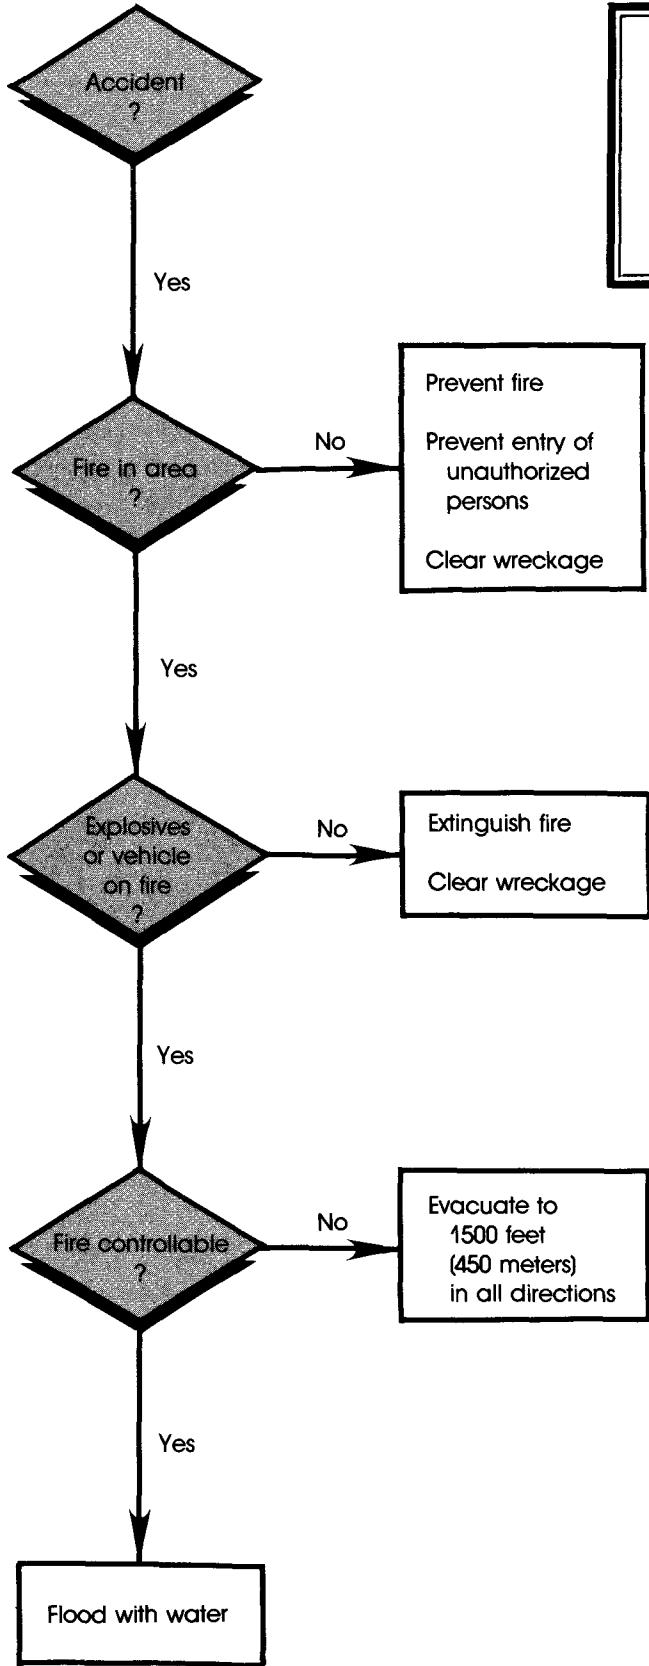 Accident
?
Yes
Fire in area
?
No
Prevent fire
Prevent entry of
unauthorized
persons
Clear wreckage
Yes
Explosives
or vehicle
on fire
?
No
Extinguish fire
Clear wreckage
Yes
Fire controllable
?
No
Evacuate to
1500 feet
(450 meters)
in all directions
Yes
Flood with water